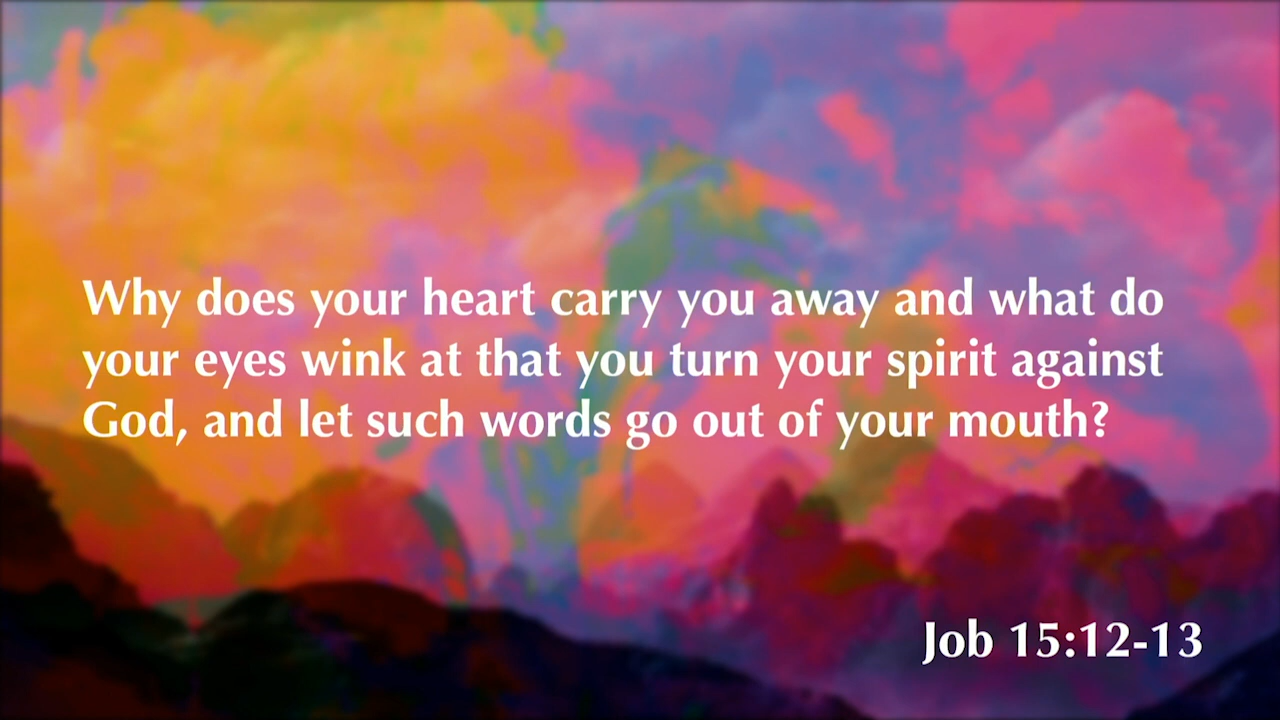 Why does your heart carry you away and what do
your eyes wink at that you turn your spirit against
God, and let such words go out of your mouth?
Job 15:12-13